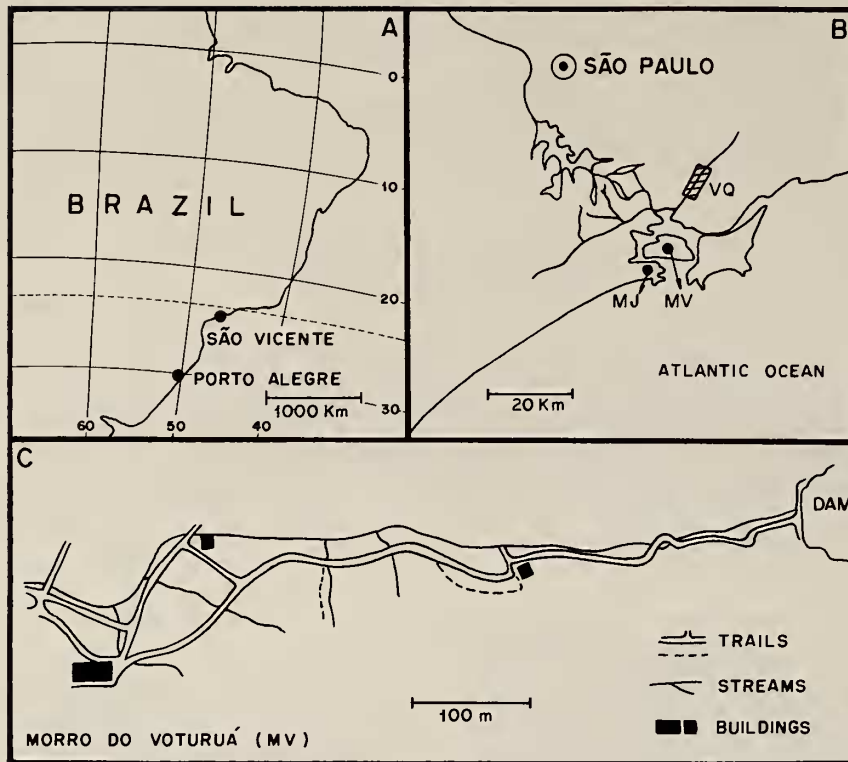 A
0
10
BRAZIL
20
SÃO VICENTE
PORTO ALEGRE
1000 Km
30
60
50
40
B
SÃO PAULO
VQ
MJ
MV
ATLANTIC OCEAN
20 Km
C
DAM
TRAILS
STREAMS
100 m
BUILDINGS
MORRO DO VOTURUÁ (MV)